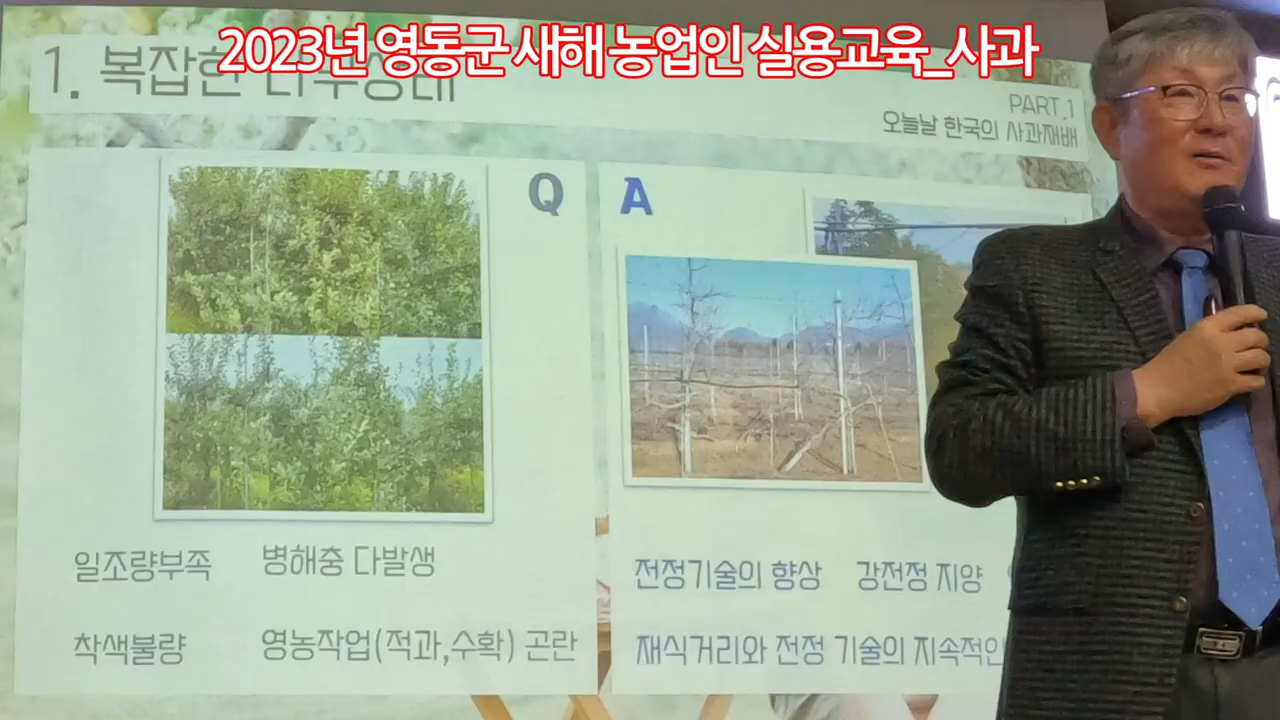 2023년 영동군 새해 농업인 실용교육_사과
1. 복잡한
PART.1
오늘날 한국의 사과재배
Q
A
일조량부족 병해충 다발생
착색불량 영농작업(적과,수확) 곤란
전정기술의 향상 강전정 지양
재식거리와 전정 기술의 지속적인